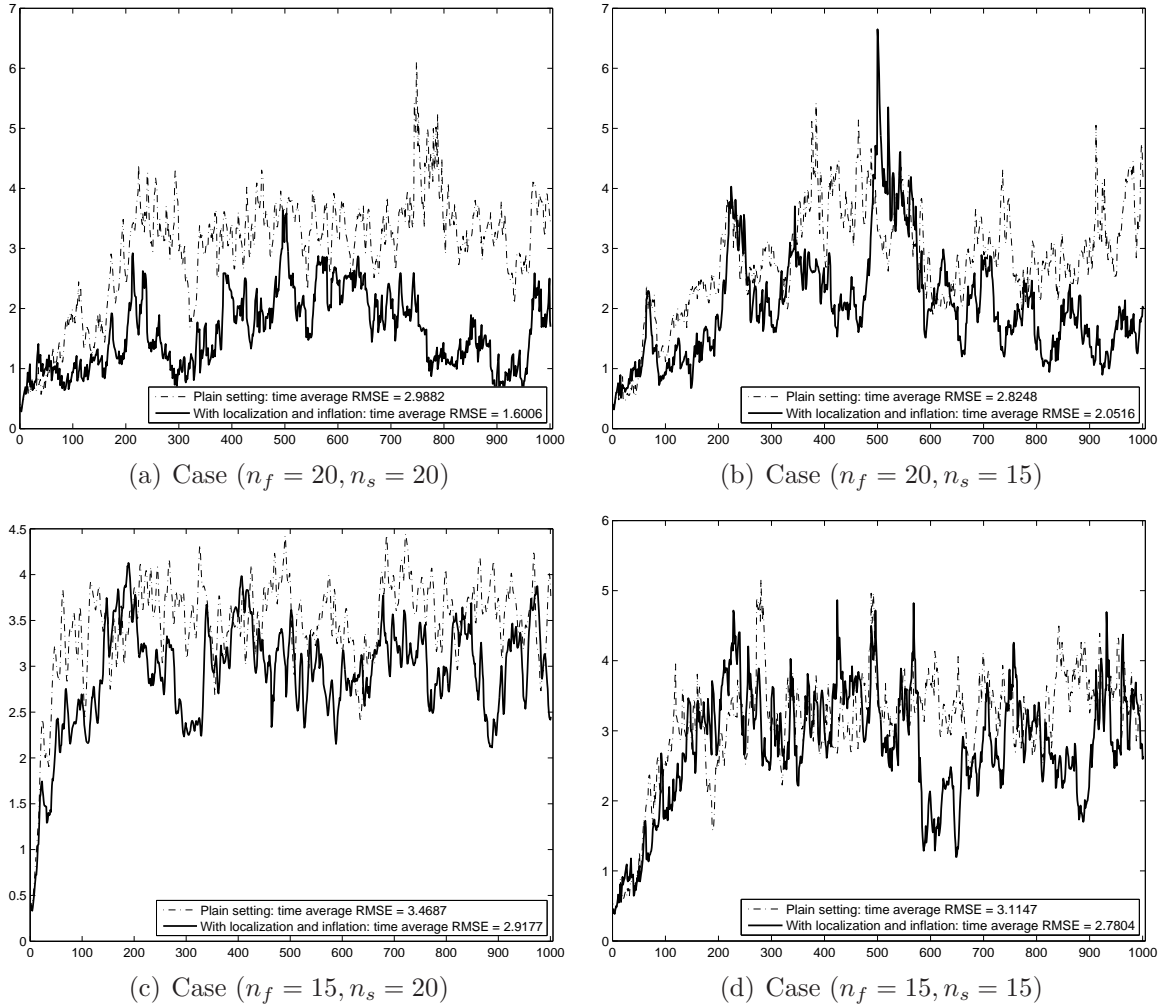 7
6
5
4
3
2
1
0
0 100 200 300 400 500 600 700 800 900 1000
Plain setting: time average RMSE = 2.9882
With localization and inflation: time average RMSE = 1.6006
(a) Case (n_f = 20, n_s = 20)
7
6
5
4
3
2
1
0
0 100 200 300 400 500 600 700 800 900 1000
Plain setting: time average RMSE = 2.8248
With localization and inflation: time average RMSE = 2.0516
(b) Case (n_f = 20, n_s = 15)
4.5
4
3.5
3
2.5
2
1.5
1
0.5
0
0 100 200 300 400 500 600 700 800 900 1000
Plain setting: time average RMSE = 3.4687
With localization and inflation: time average RMSE = 2.9177
(c) Case (n_f = 15, n_s = 20)
6
5
4
3
2
1
0
0 100 200 300 400 500 600 700 800 900 1000
Plain setting: time average RMSE = 3.1147
With localization and inflation: time average RMSE = 2.7804
(d) Case (n_f = 15, n_s = 15)